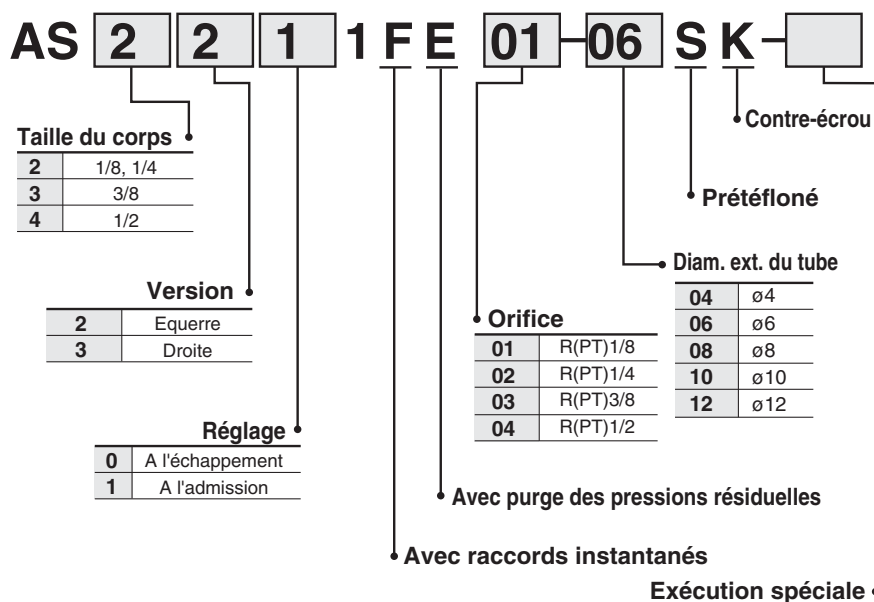 AS 2 2 1 1 F E 01-06 S K-
Contre-écrou
Taille du corps
2 1/8, 1/4
3 3/8
4 1/2
Prétéfloné
Version
2 Equerre
3 Droite
Diam. ext. du tube
04 ø4
06 ø6
08 ø8
10 ø10
12 ø12
Orifice
01 R(PT)1/8
02 R(PT)1/4
03 R(PT)3/8
04 R(PT)1/2
Réglage
0 A l'échappement
1 A l'admission
Avec purge des pressions résiduelles
Avec raccords instantanés
Exécution spéciale